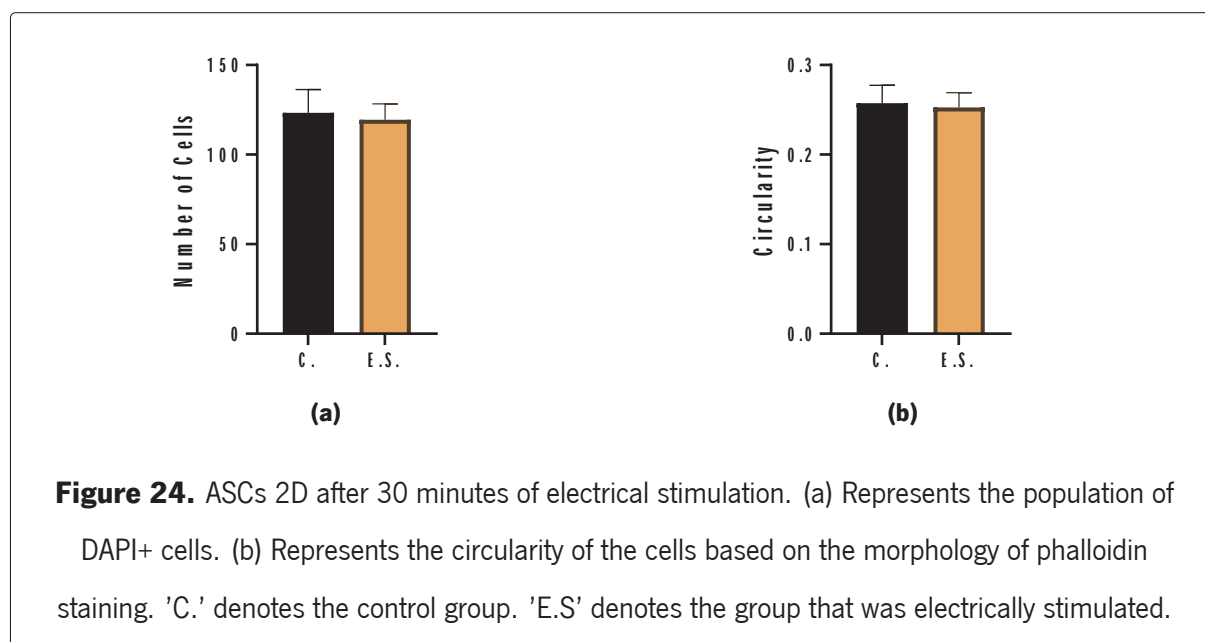 150
100
50
0
Number of Cells
C.
E.S.
(a)
0.3
0.2
0.1
0.0
Circularity
C.
E.S.
(b)
Figure 24. ASCs 2D after 30 minutes of electrical stimulation. (a) Represents the population of
DAPI+ cells. (b) Represents the circularity of the cells based on the morphology of phalloidin
staining. 'C.' denotes the control group. 'E.S' denotes the group that was electrically stimulated.